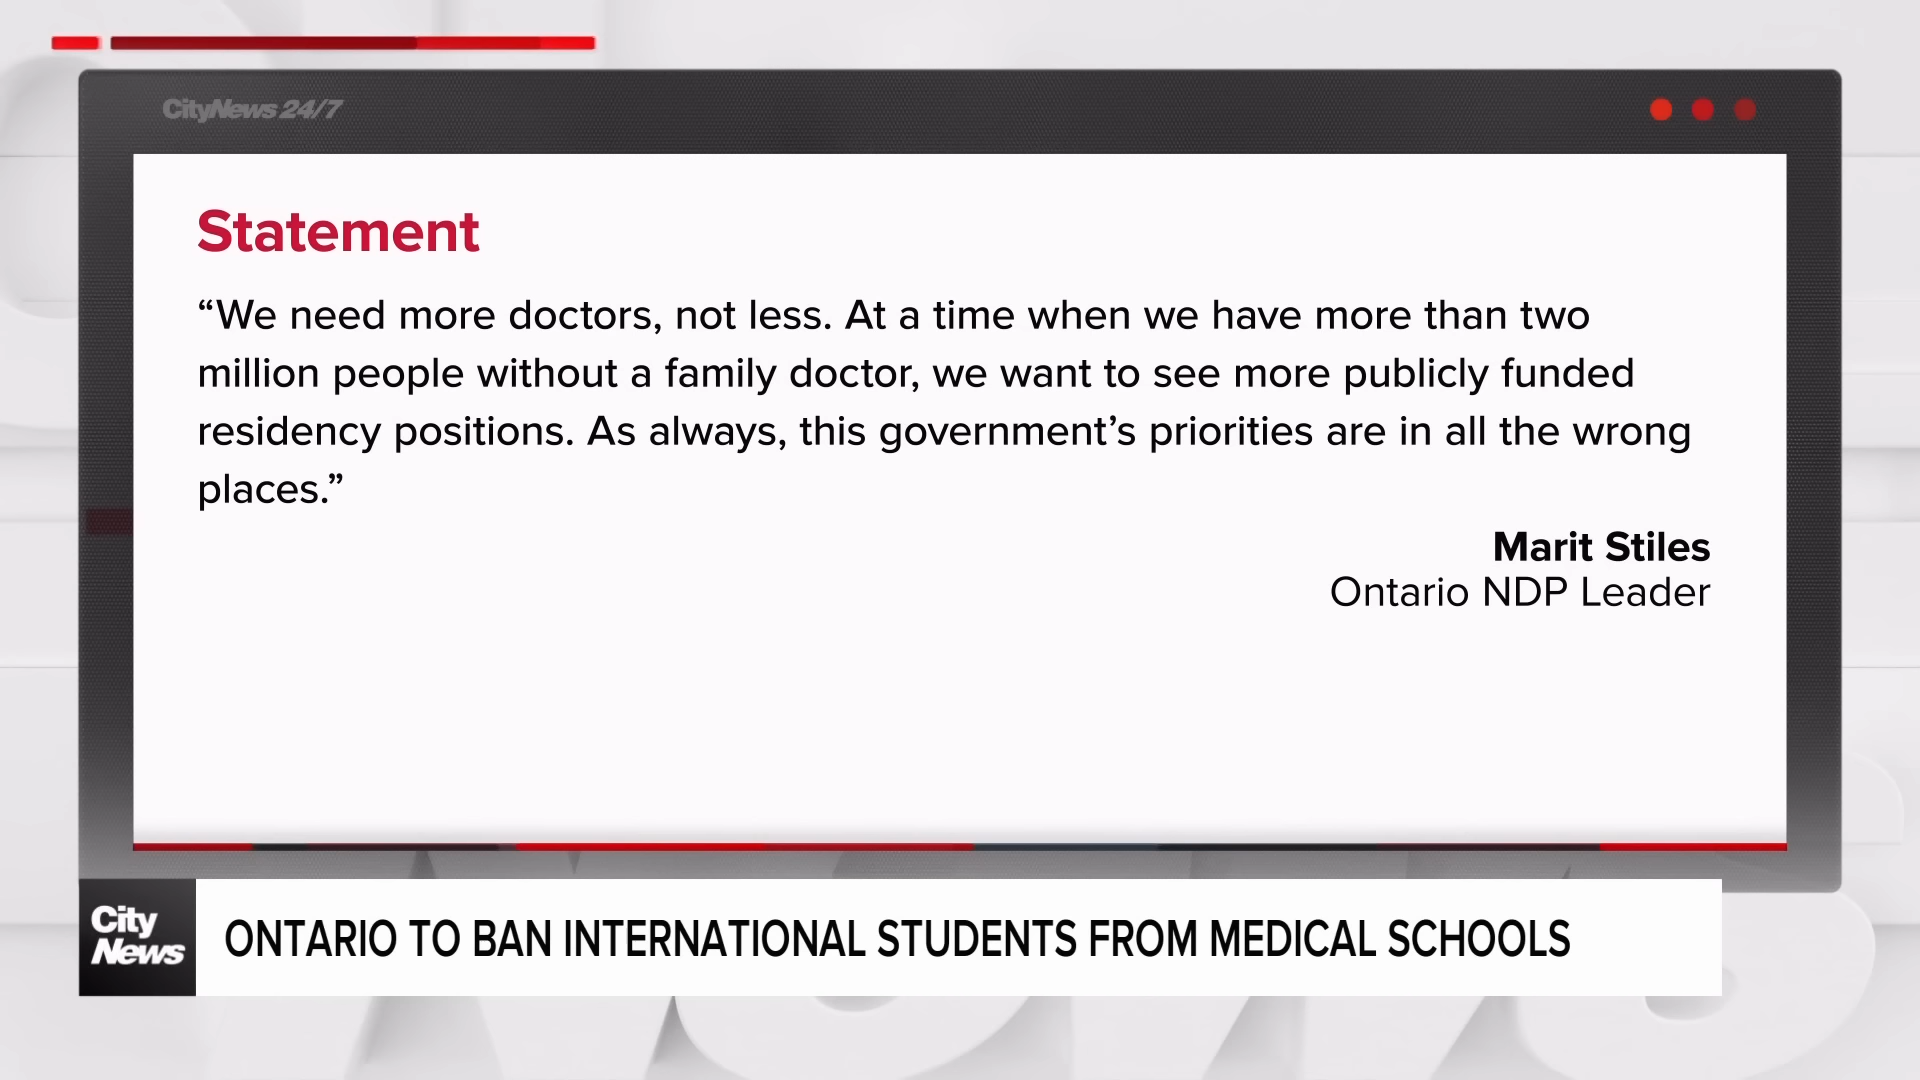 CityNews 24/7
Statement
“We need more doctors, not less. At a time when we have more than two
million people without a family doctor, we want to see more publicly funded
residency positions. As always, this government’s priorities are in all the wrong
places.”
Marit Stiles
Ontario NDP Leader
City
News
ONTARIO TO BAN INTERNATIONAL STUDENTS FROM MEDICAL SCHOOLS